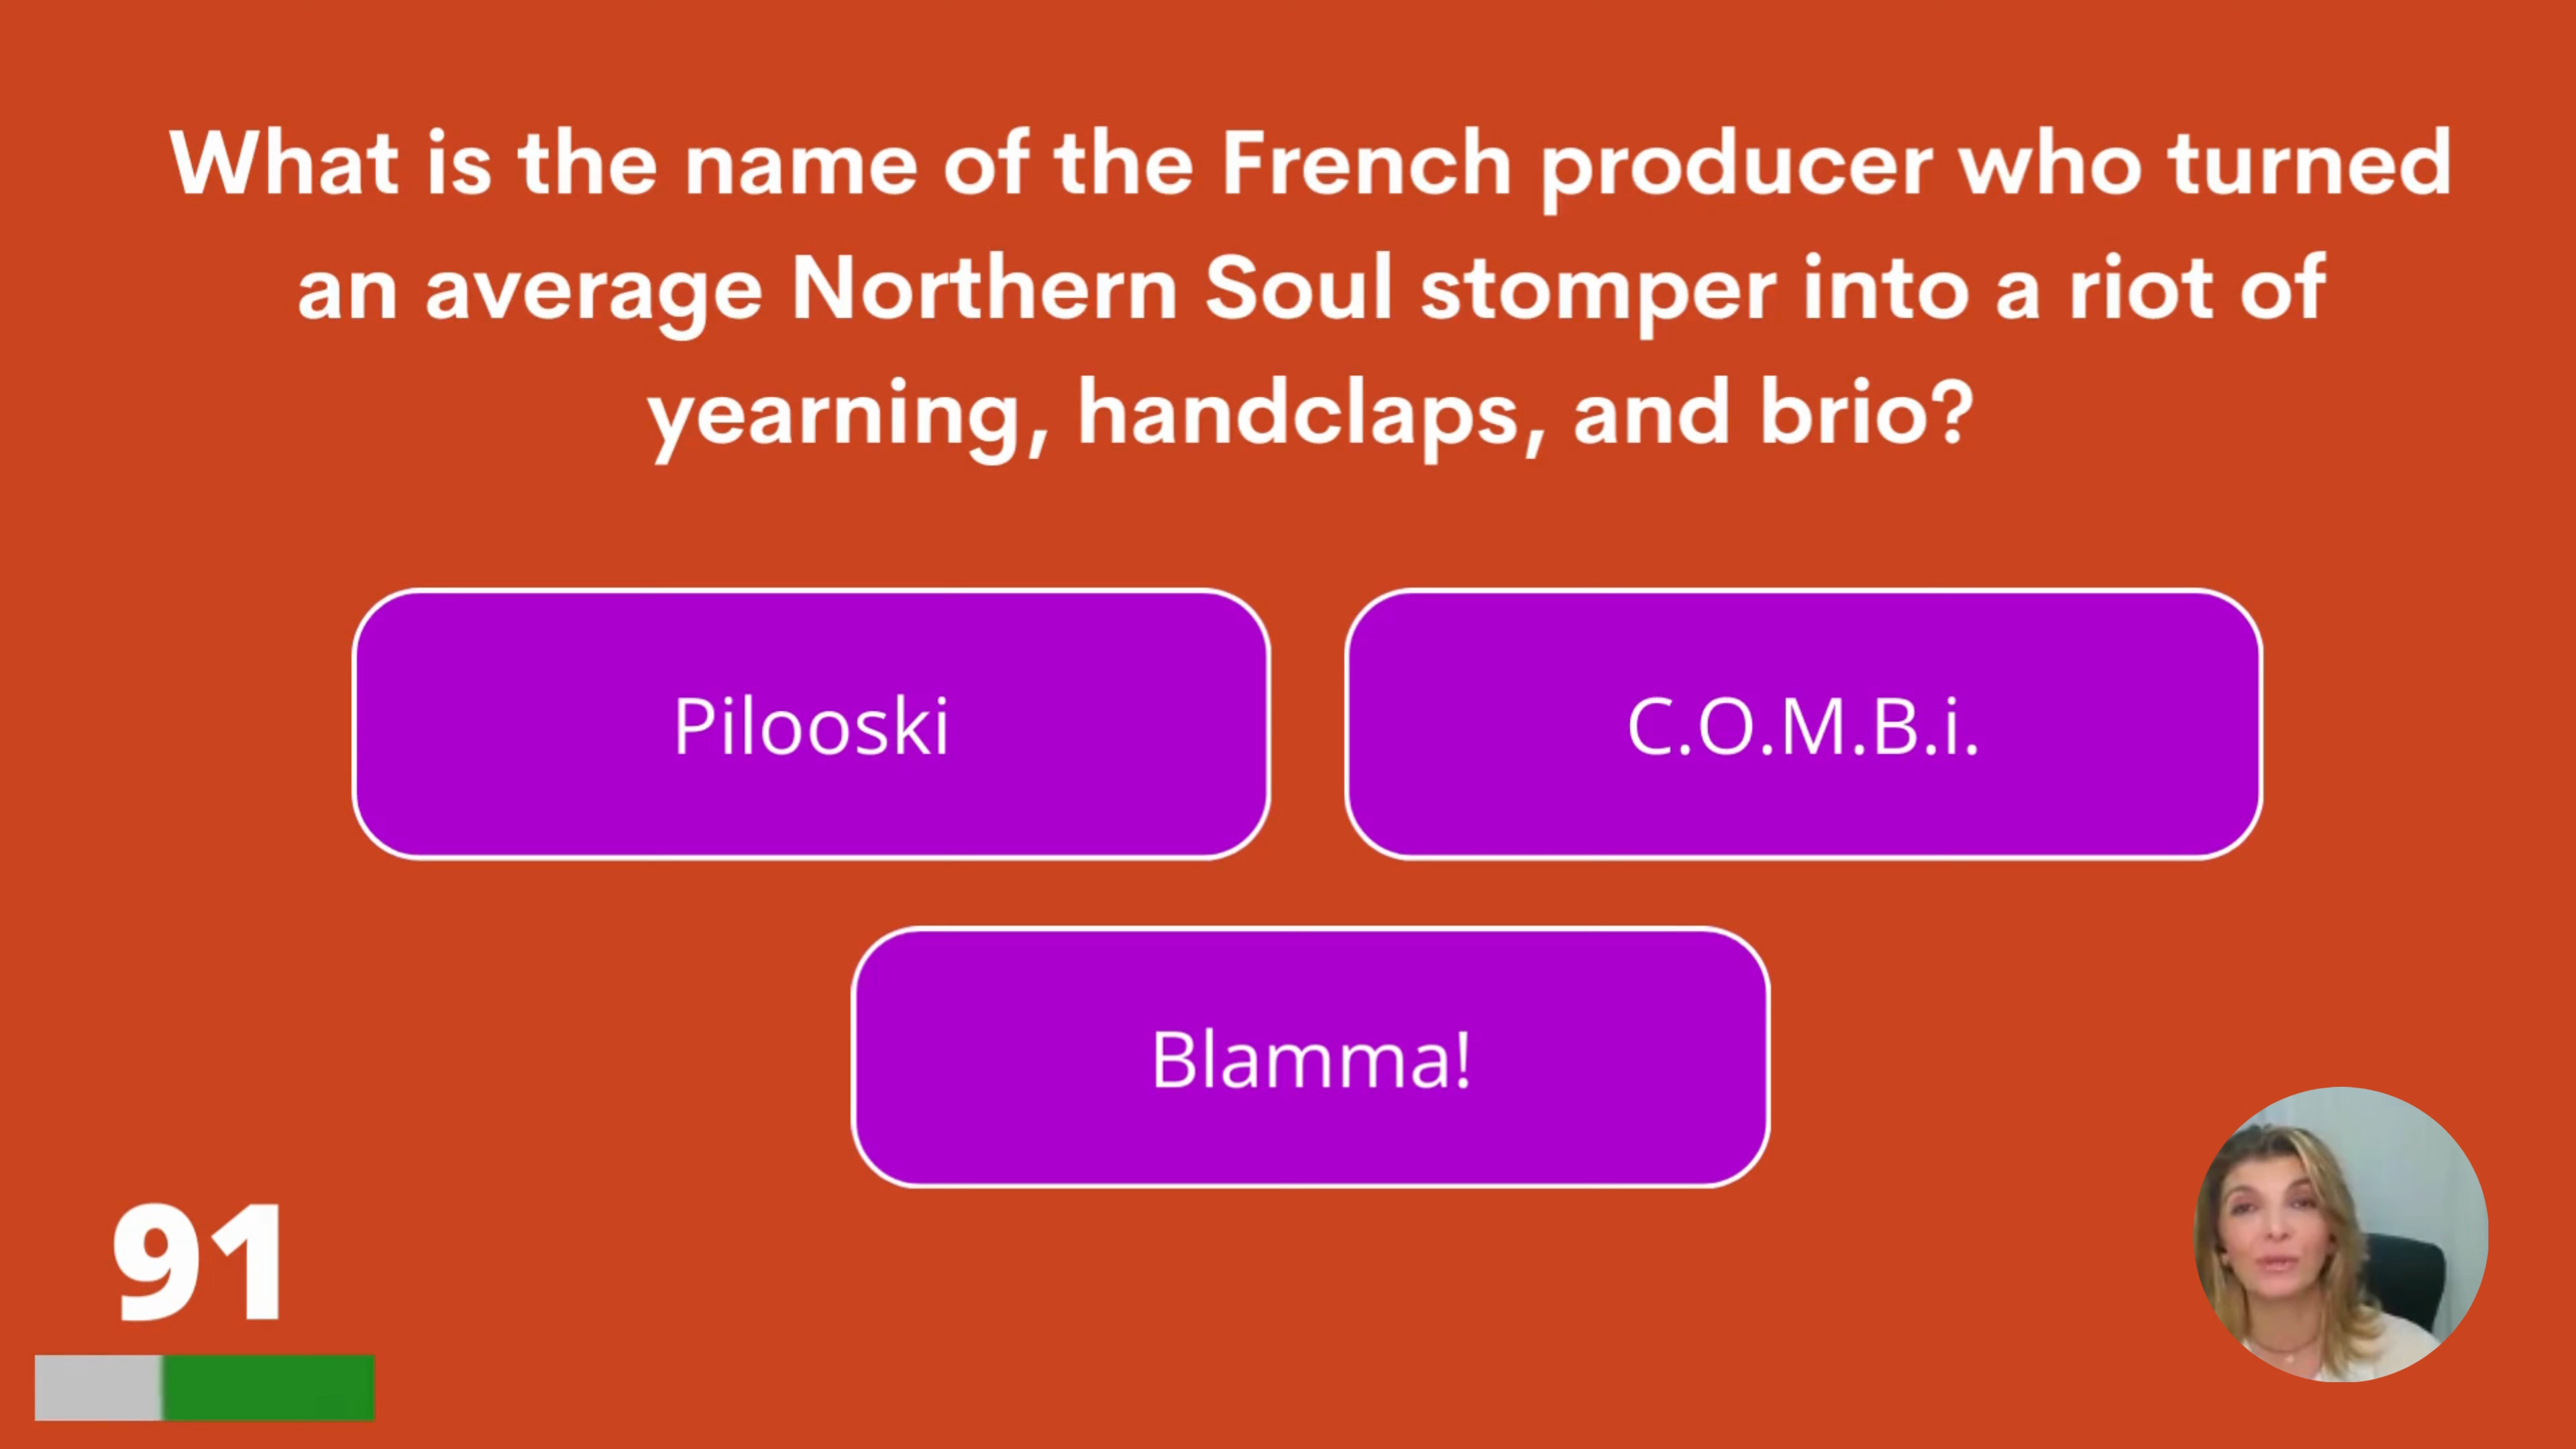 What is the name of the French producer who turned
an average Northern Soul stomper into a riot of
yearning, handclaps, and brio?
Pilooski
C.O.M.B.i.
Blamma!
91